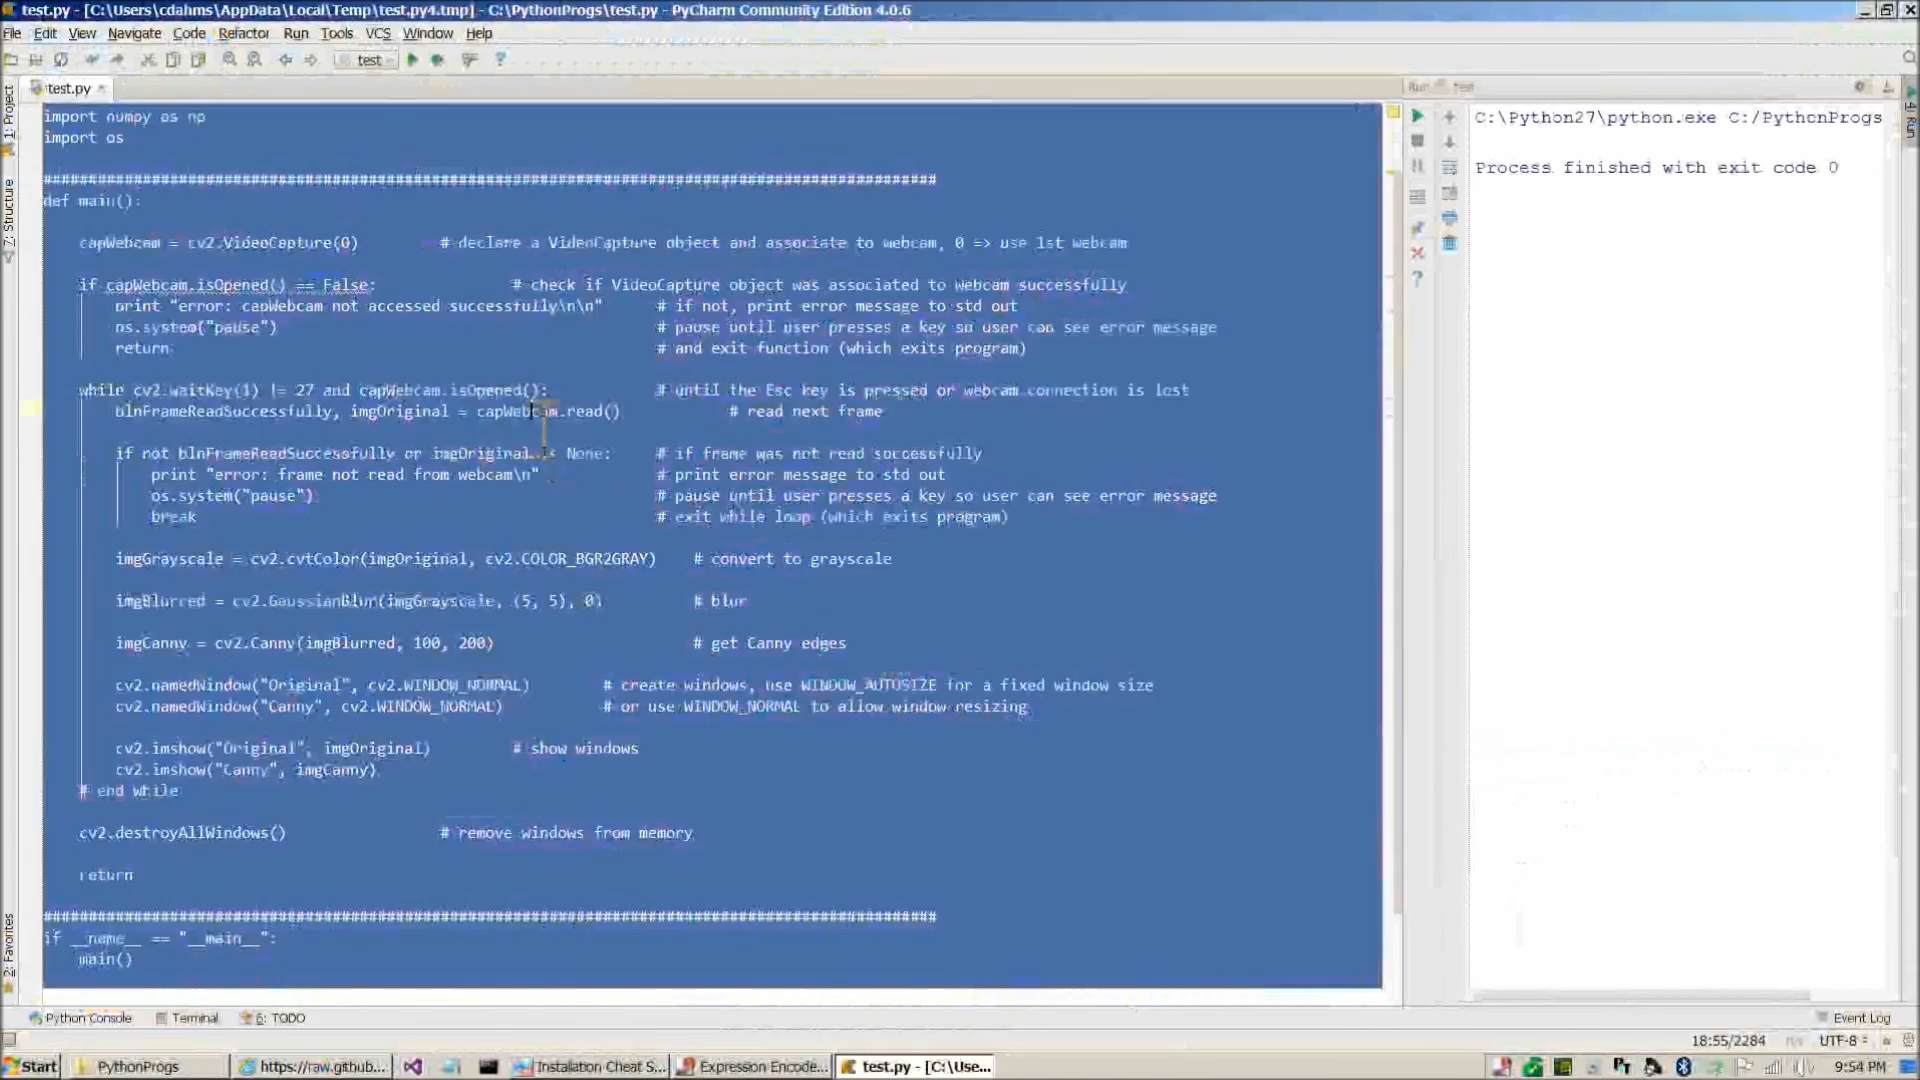 test.py - [C:\Users\cdahms\AppData\Local\Temp\test.py4.tmp] - C:\PythonProgs\test.py - PyCharm Community Edition 4.0.6
File Edit View Navigate Code Refactor Run Tools VCS Window Help
test
test.py
Run test
1: Project
7: Structure
2: Favorites
4: Run
import numpy as np
import os
###################################################################################################
def main():
capWebcam = cv2.VideoCapture(0) # declare a VideoCapture object and associate to webcam, 0 => use 1st webcam
if capWebcam.isOpened() == False: # check if VideoCapture object was associated to webcam successfully
print "error: capWebcam not accessed successfully\n\n" # if not, print error message to std out
os.system("pause") # pause until user presses a key so user can see error message
return # and exit function (which exits program)
while cv2.waitKey(1) != 27 and capWebcam.isOpened(): # until the Esc key is pressed or webcam connection is lost
blnFrameReadSuccessfully, imgOriginal = capWebcam.read() # read next frame
if not blnFrameReadSuccessfully or imgOriginal is None: # if frame was not read successfully
print "error: frame not read from webcam\n" # print error message to std out
os.system("pause") # pause until user presses a key so user can see error message
break # exit while loop (which exits program)
imgGrayscale = cv2.cvtColor(imgOriginal, cv2.COLOR_BGR2GRAY) # convert to grayscale
imgBlurred = cv2.GaussianBlur(imgGrayscale, (5, 5), 0) # blur
imgCanny = cv2.Canny(imgBlurred, 100, 200) # get Canny edges
cv2.namedWindow("Original", cv2.WINDOW_NORMAL) # create windows, use WINDOW_AUTOSIZE for a fixed window size
cv2.namedWindow("Canny", cv2.WINDOW_NORMAL) # or use WINDOW_NORMAL to allow window resizing
cv2.imshow("Original", imgOriginal) # show windows
cv2.imshow("Canny", imgCanny)
# end while
cv2.destroyAllWindows() # remove windows from memory
return
###################################################################################################
if __name__ == "__main__":
main()
C:\Python27\python.exe C:/PythonProgs
Process finished with exit code 0
Python Console Terminal 6: TODO Event Log
18:55/2284 UTF-8
Start PythonProgs https://raw.github... Installation Cheat S... Expression Encode... test.py - [C:\Use... 9:54 PM